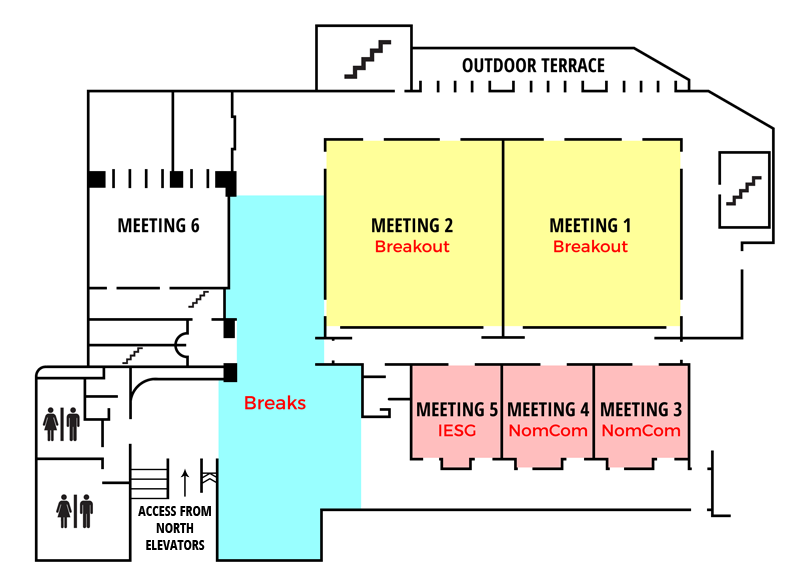 OUTDOOR TERRACE
MEETING 6
MEETING 2
Breakout
MEETING 1
Breakout
Breaks
MEETING 5
IESG
MEETING 4
NomCom
MEETING 3
NomCom
ACCESS FROM
NORTH
ELEVATORS